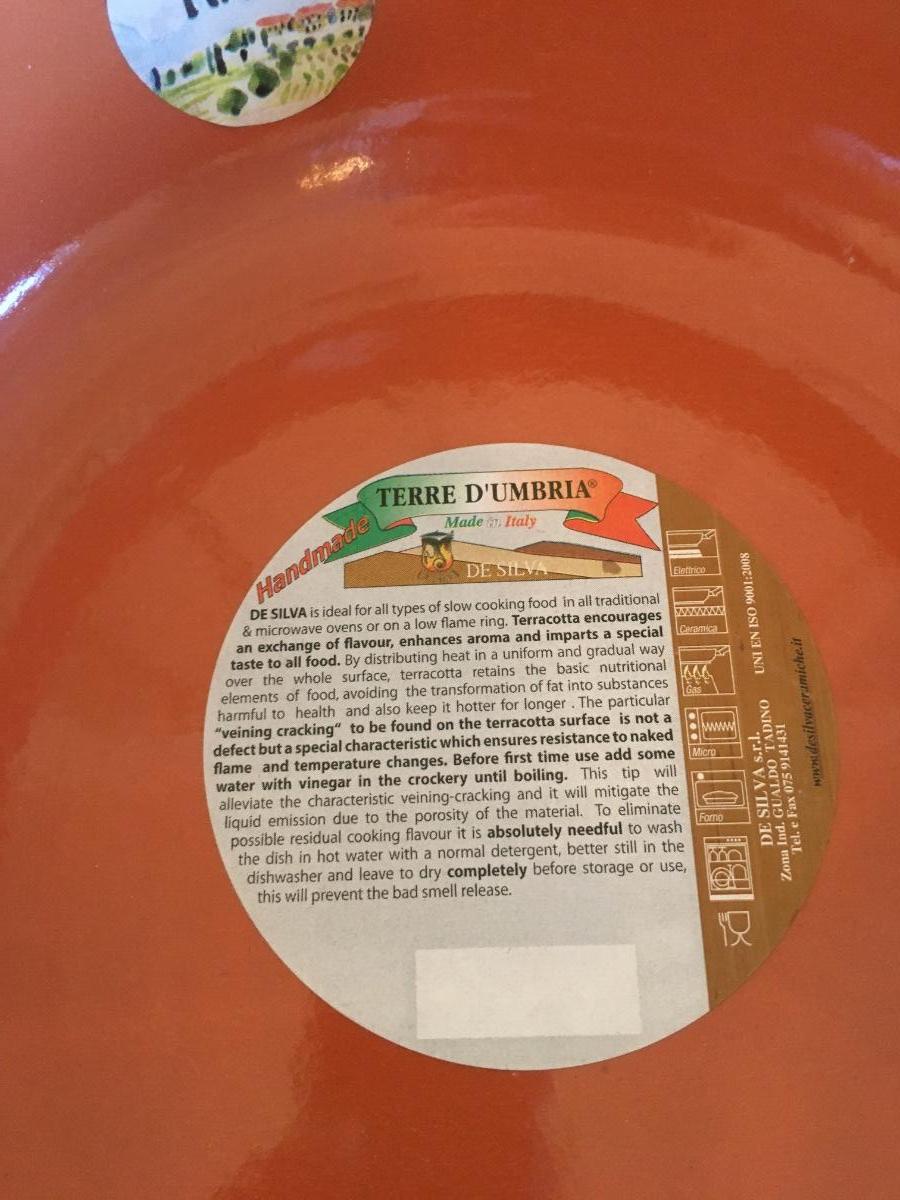 TERRE D'UMBRIA®
Made in Italy
Handmade
DE SILVA
DE SILVA is ideal for all types of slow cooking food in all traditional
& microwave ovens or on a low flame ring. Terracotta encourages
an exchange of flavour, enhances aroma and imparts a special
taste to all food. By distributing heat in a uniform and gradual way
over the whole surface, terracotta retains the basic nutritional
elements of food, avoiding the transformation of fat into substances
harmful to health and also keep it hotter for longer . The particular
“veining cracking“ to be found on the terracotta surface is not a
defect but a special characteristic which ensures resistance to naked
flame and temperature changes. Before first time use add some
water with vinegar in the crockery until boiling. This tip will
alleviate the characteristic veining-cracking and it will mitigate the
liquid emission due to the porosity of the material. To eliminate
possible residual cooking flavour it is absolutely needful to wash
the dish in hot water with a normal detergent, better still in the
dishwasher and leave to dry completely before storage or use,
this will prevent the bad smell release.
Elettrico
Ceramica
Gas
Micro
Forno
DE SILVA s.r.l. UNI EN ISO 9001:2008
Zona Ind. GUALDO TADINO
Tel. e Fax 075 9141431
www.desilvaceramiche.it